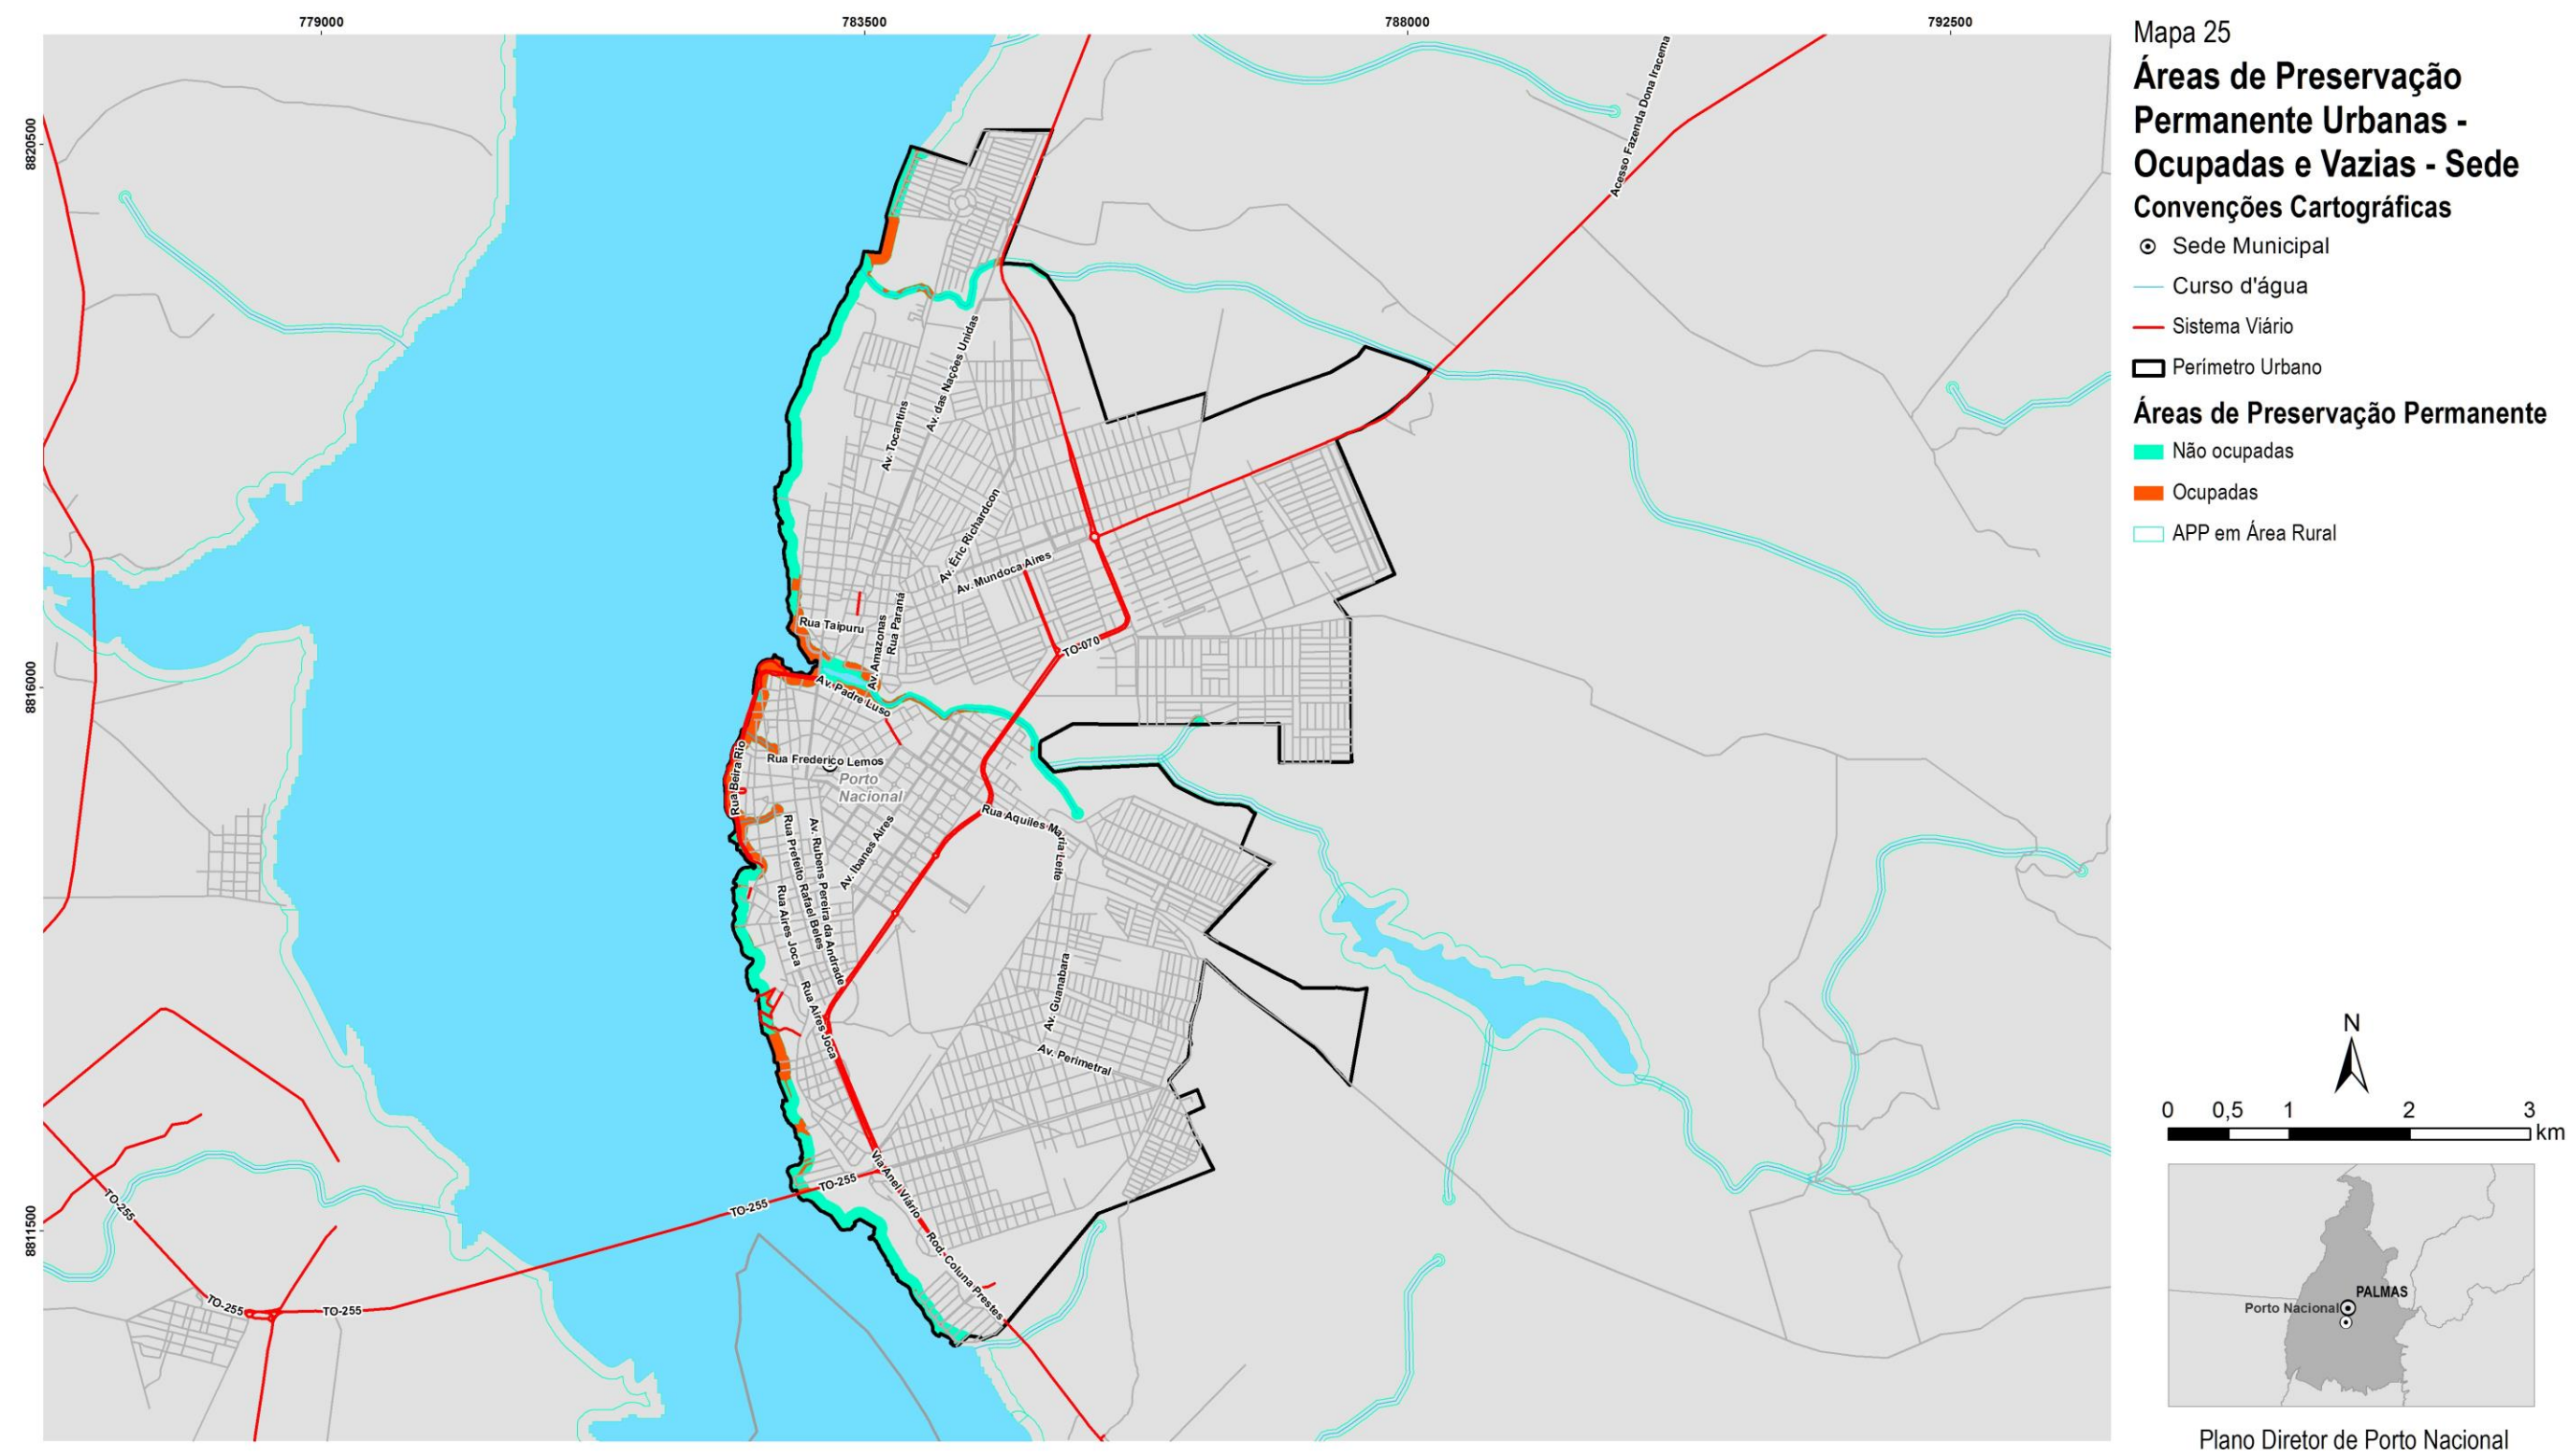 779000
783500
788000
792500
8820500
8816000
8811500
Acesso Fazenda Dona Iracema
Av. das Nações Unidas
Av. Tocantins
Av. Éric Richardcon
Av. Mundoca Aires
Rua Taipuru
Av. Amazonas
Rua Paraná
TO-070
Av. Padre Luso
Rua Beira Rio
Rua Frederico Lemos
Porto
Nacional
Rua Aquiles Maria Leite
Av. Ibanes Aires
Av. Rubens Pereira da Andrade
Rua Prefeito Rafael Beles
Rua Aires Joca
Rua Aires Joca
Av. Guanabara
Av. Perimetral
Via Anel Viário
TO-255
TO-255
TO-255
TO-255
TO-255
Rod. Coluna Prestes
Mapa 25
Áreas de Preservação
Permanente Urbanas -
Ocupadas e Vazias - Sede
Convenções Cartográficas
Sede Municipal
Curso d'água
Sistema Viário
Perímetro Urbano
Áreas de Preservação Permanente
Não ocupadas
Ocupadas
APP em Área Rural
N
0 0,5 1 2 3
km
PALMAS
Porto Nacional
Plano Diretor de Porto Nacional